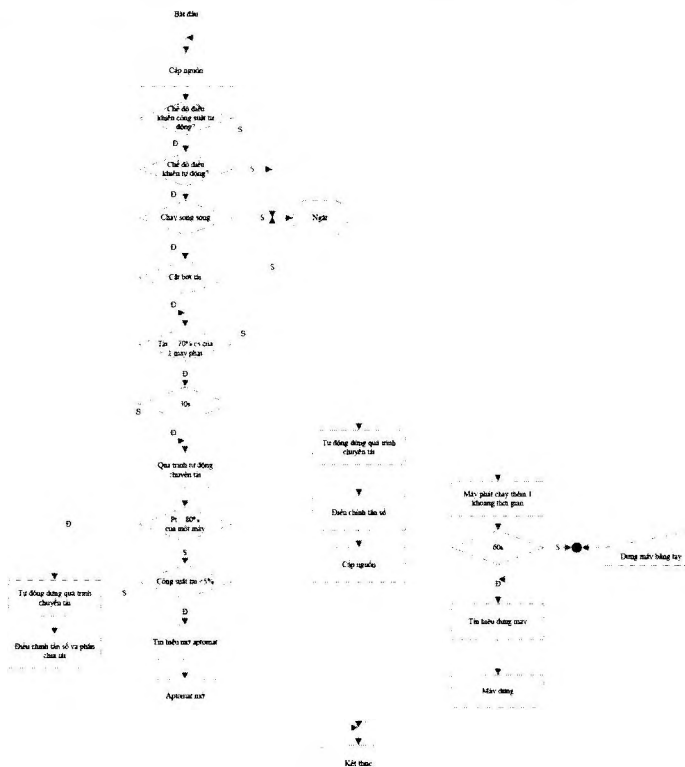 Bắt đầu
Cấp nguồn
Chế độ điều
khiển công suất tự
động?
S
Đ
Chế độ điều
khiển tự động?
S
Đ
Chạy song song
S
Ngắt
Đ
Cắt bớt tải
S
Đ
S
Tải 70% cs của
1 máy phát
Đ
30s
S
Đ
Quá trình tự động
chuyển tải
Tự động dừng quá trình
chuyển tải
Máy phát chạy thêm 1
khoảng thời gian
Điều chỉnh tần số
Pt 80%
của một máy
Đ
S
60s
S
Dừng máy bằng tay
Cấp nguồn
Công suất tải <5%
S
Đ
Tự động dừng quá trình
chuyển tải
Đ
Tín hiệu dừng máy
Tín hiệu mở aptomat
Điều chỉnh tần số và phân
chia tải
Aptomat mở
Máy dừng
Kết thúc